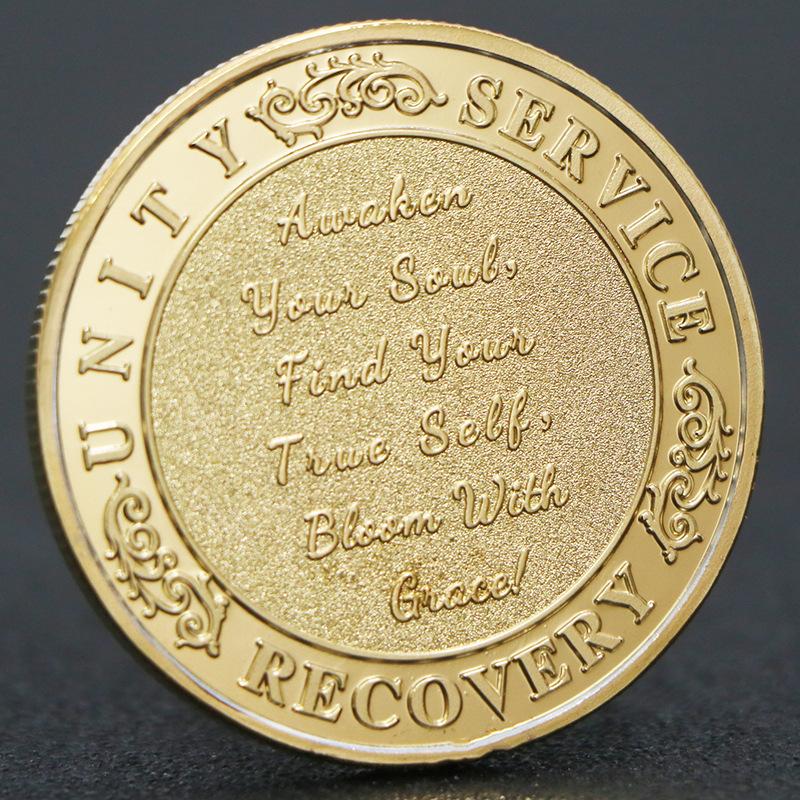 UNITY
SERVICE
RECOVERY
Awaken
Your Soul,
Find Your
True Self,
Bloom With
Grace!